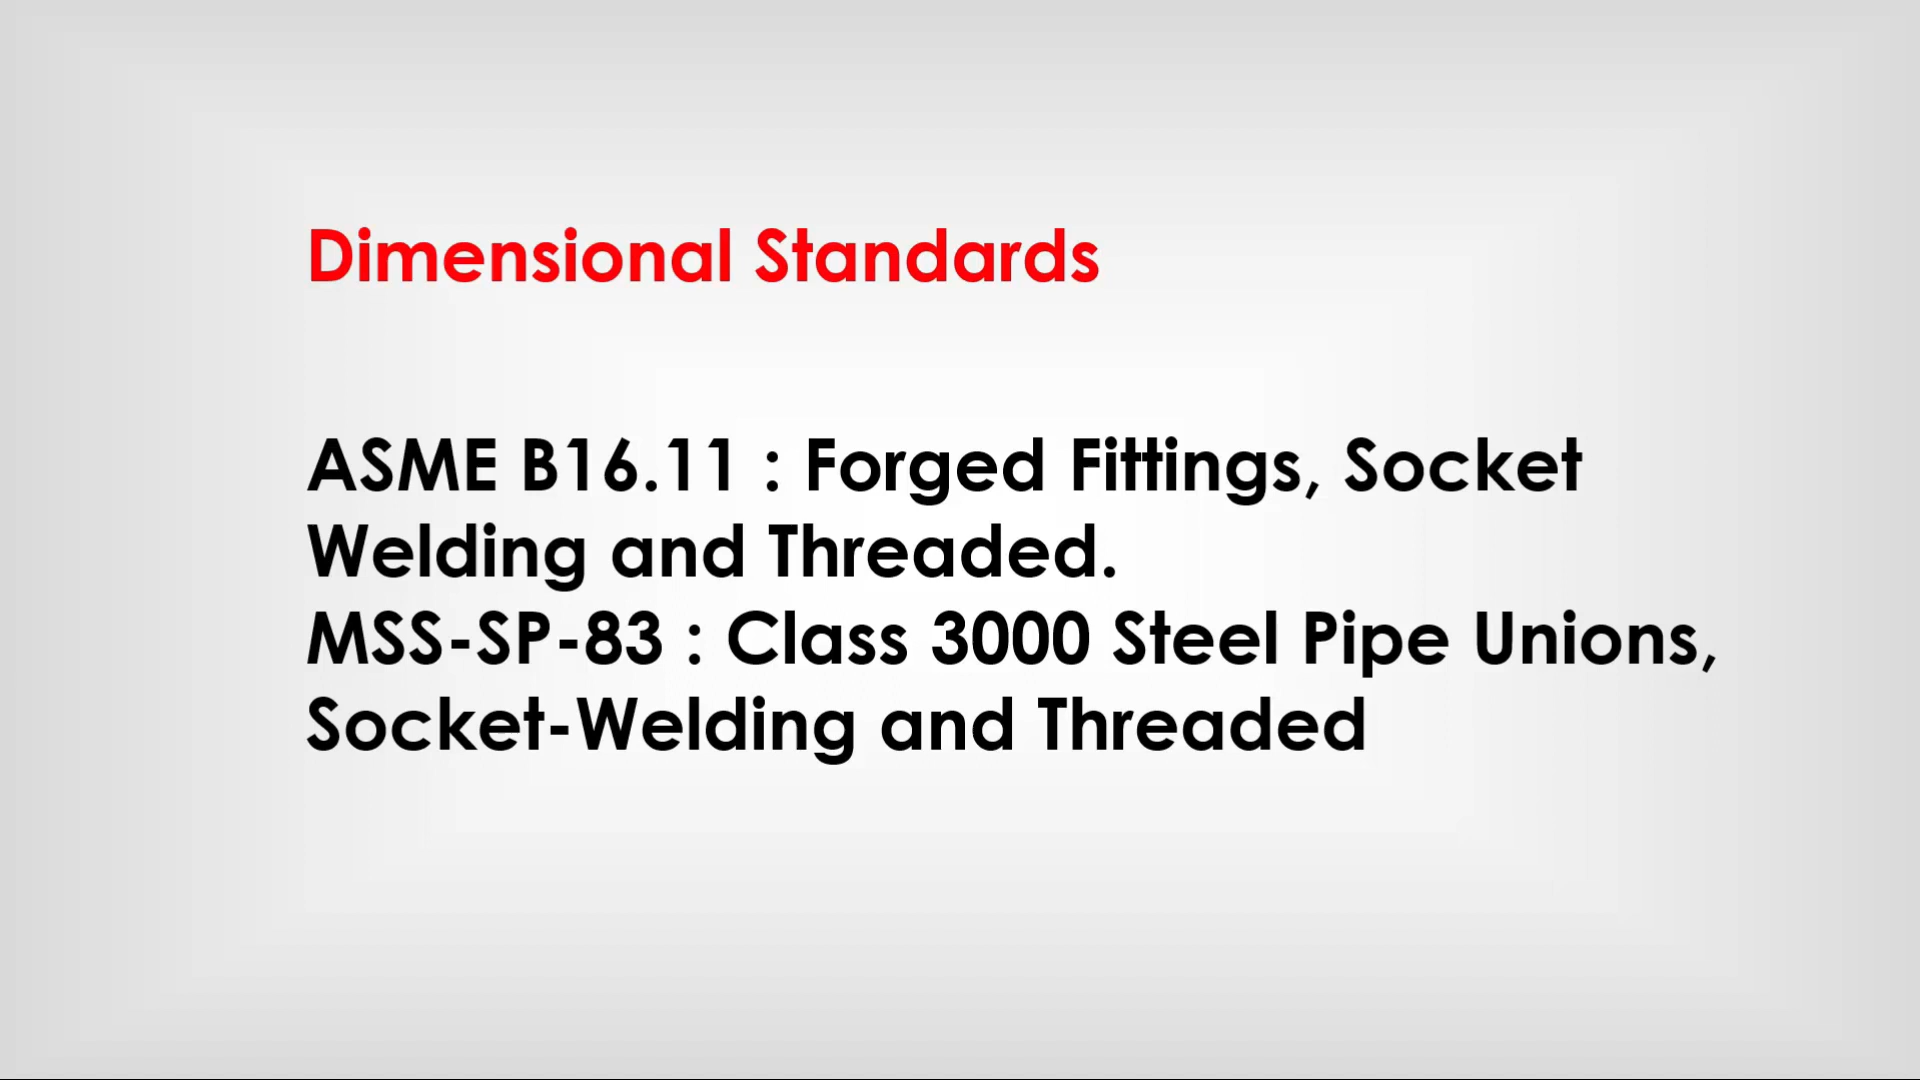 Dimensional Standards
ASME B16.11 : Forged Fittings, Socket
Welding and Threaded.
MSS-SP-83 : Class 3000 Steel Pipe Unions,
Socket-Welding and Threaded